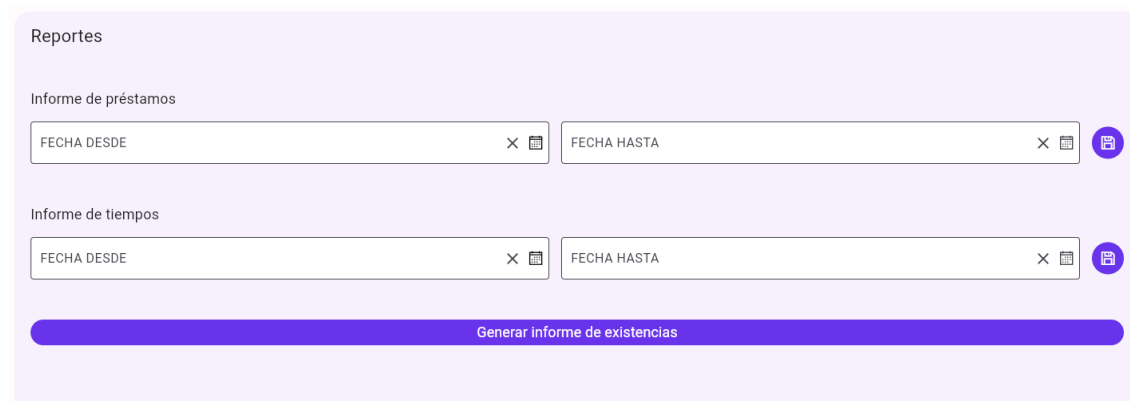 Reportes
Informe de préstamos
FECHA DESDE
FECHA HASTA
Informe de tiempos
FECHA DESDE
FECHA HASTA
Generar informe de existencias